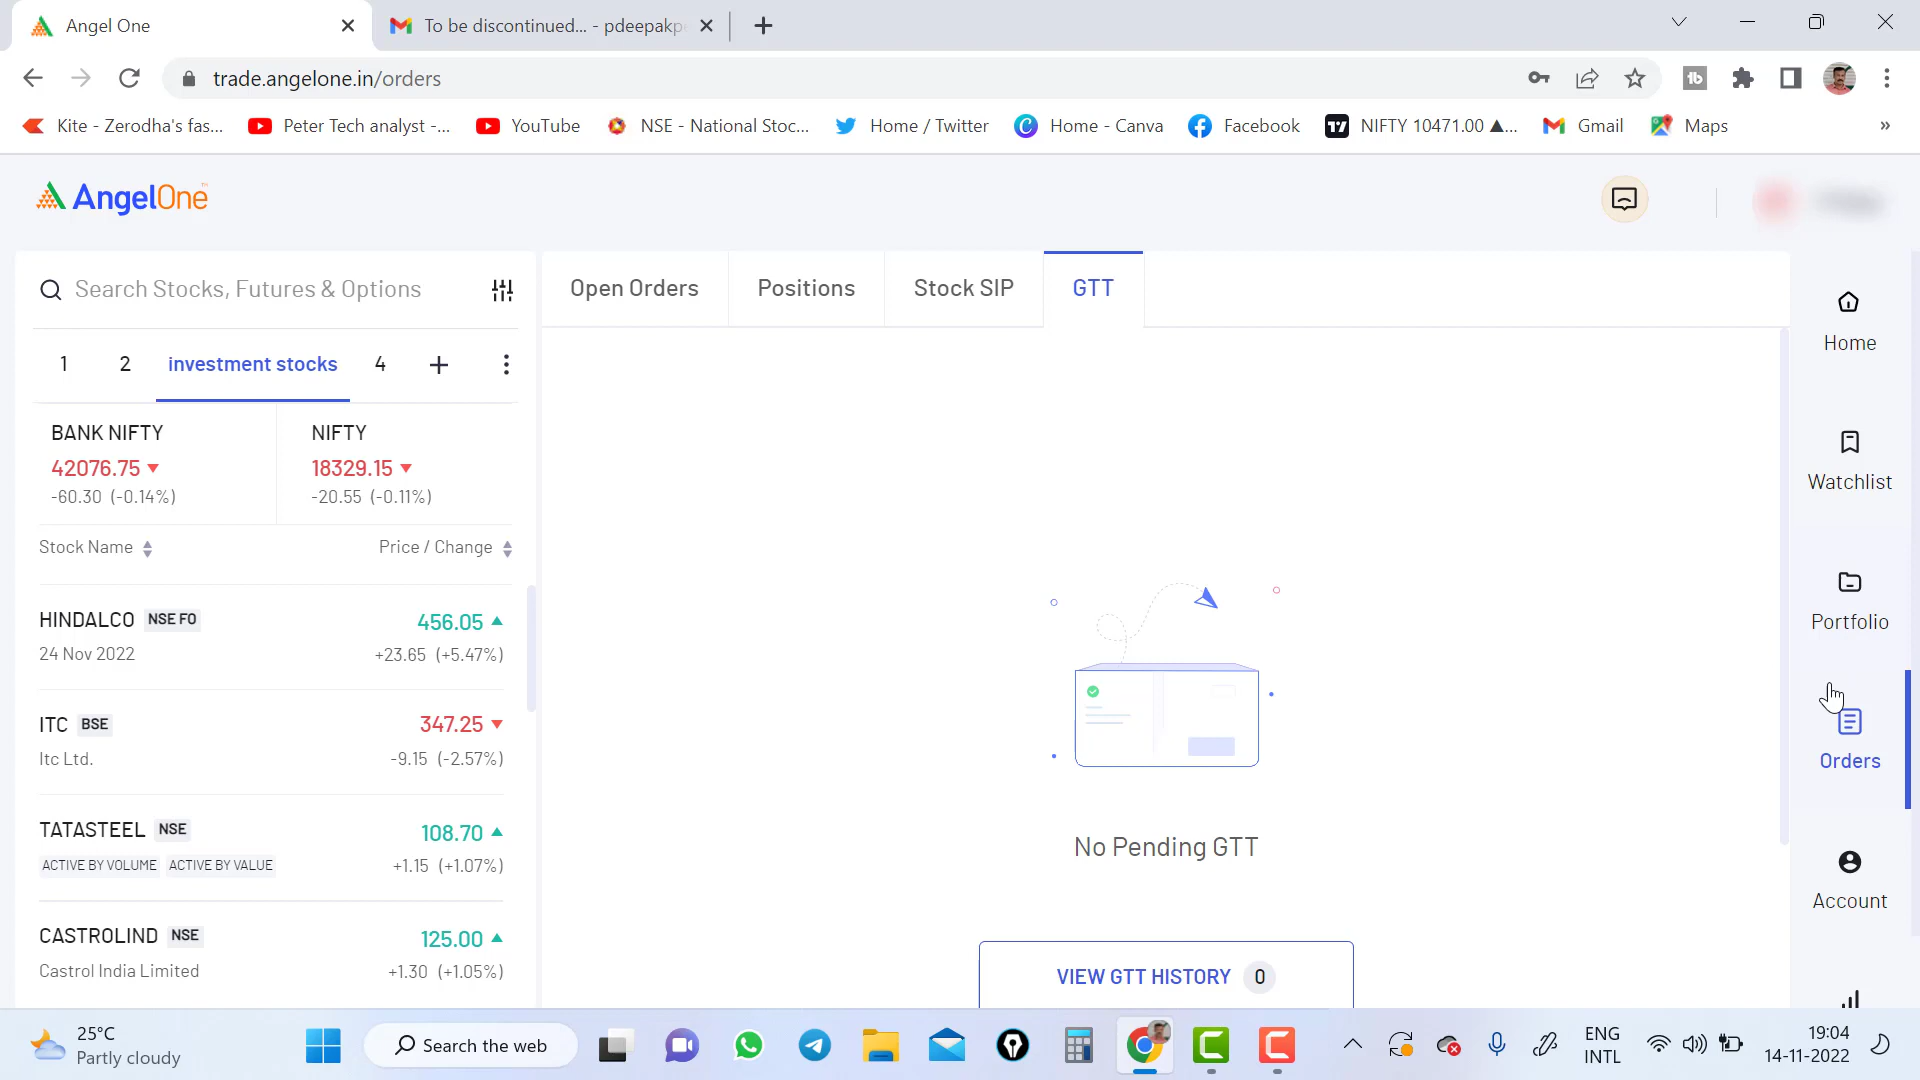 Angel One
To be discontinued... - pdeepakp
trade.angelone.in/orders
Kite - Zerodha's fas...
Peter Tech analyst -...
YouTube
NSE - National Stoc...
Home / Twitter
Home - Canva
Facebook
NIFTY 10471.00 ▲...
Gmail
Maps
»
AngelOne
Search Stocks, Futures & Options
1 2 investment stocks 4 +
BANK NIFTY
42076.75 ▼
-60.30 (-0.14%)
NIFTY
18329.15 ▼
-20.55 (-0.11%)
Stock Name
Price / Change
HINDALCO NSE FO
456.05 ▲
24 Nov 2022
+23.65 (+5.47%)
ITC BSE
347.25 ▼
Itc Ltd.
-9.15 (-2.57%)
TATASTEEL NSE
108.70 ▲
ACTIVE BY VOLUME ACTIVE BY VALUE
+1.15 (+1.07%)
CASTROLIND NSE
125.00 ▲
Castrol India Limited
+1.30 (+1.05%)
Open Orders
Positions
Stock SIP
GTT
No Pending GTT
VIEW GTT HISTORY 0
Home
Watchlist
Portfolio
Orders
Account
25°C
Partly cloudy
Search the web
ENG
INTL
19:04
14-11-2022